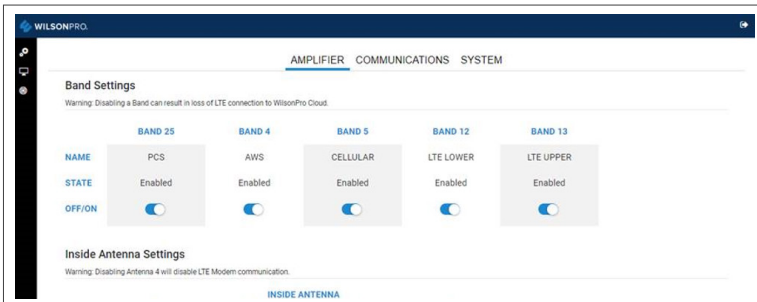 WILSONPRO.
AMPLIFIER COMMUNICATIONS SYSTEM
Band Settings
Warning: Disabling a Band can result in loss of LTE connection to WilsonPro Cloud.
BAND 25 BAND 4 BAND 5 BAND 12 BAND 13
NAME PCS AWS CELLULAR LTE LOWER LTE UPPER
STATE Enabled Enabled Enabled Enabled Enabled
OFF/ON
Inside Antenna Settings
Warning: Disabling Antenna 4 will disable LTE Modem communication.
INSIDE ANTENNA